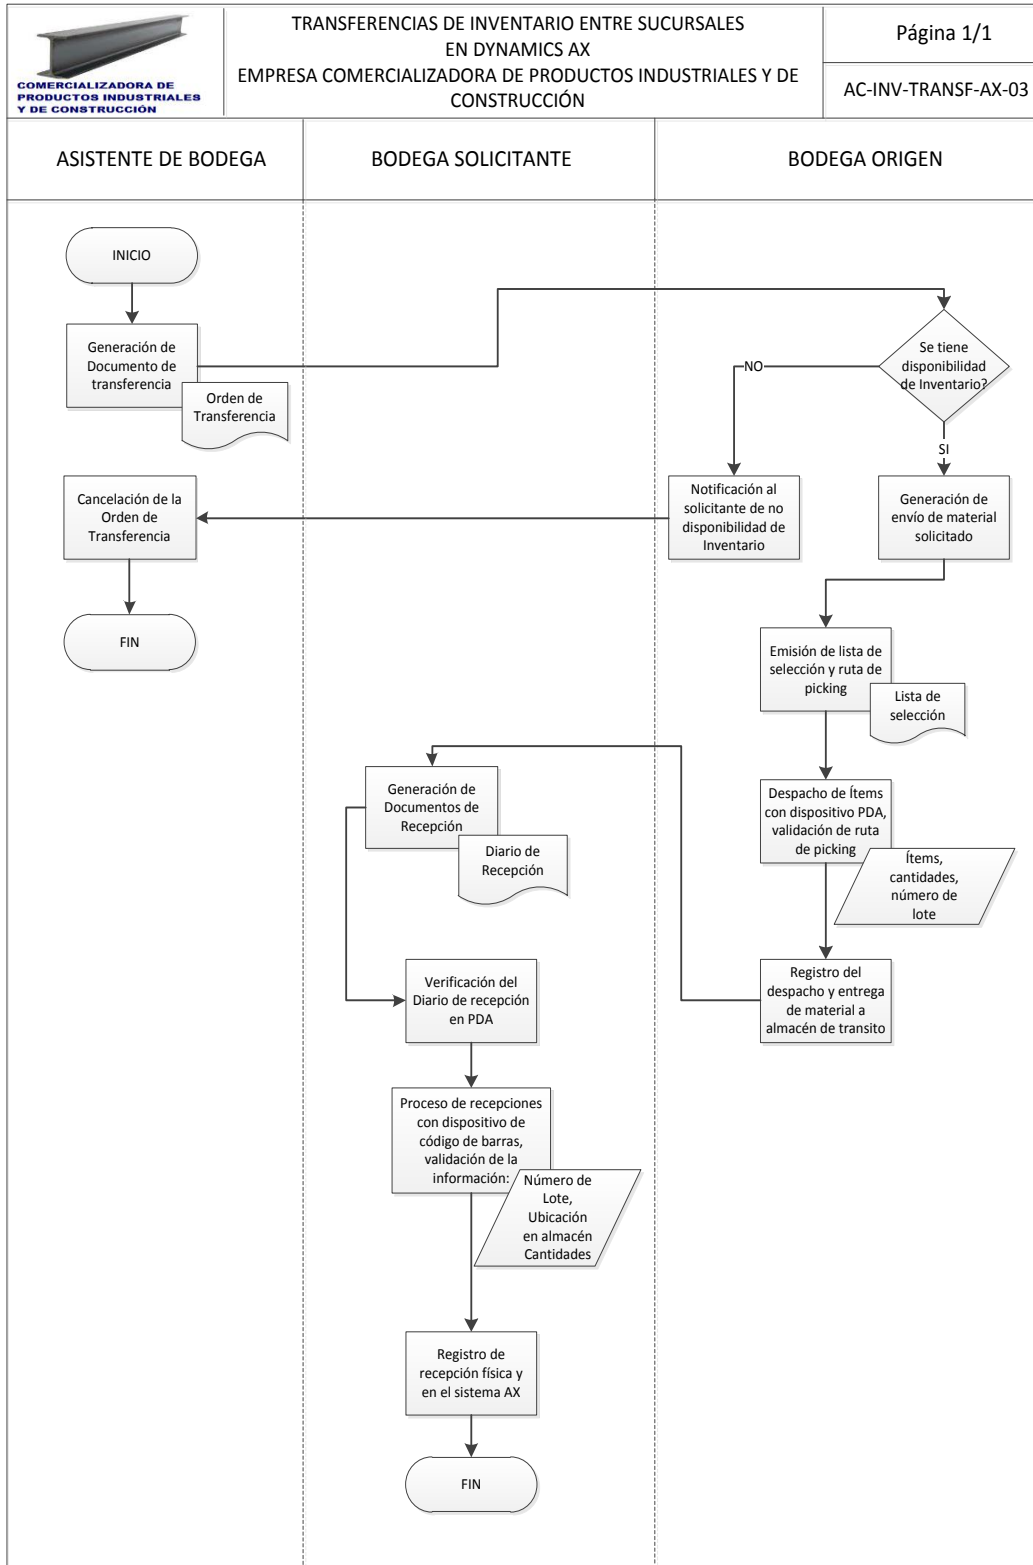 COMERCIALIZADORA DE
PRODUCTOS INDUSTRIALES
Y DE CONSTRUCCIÓN
TRANSFERENCIAS DE INVENTARIO ENTRE SUCURSALES
EN DYNAMICS AX
EMPRESA COMERCIALIZADORA DE PRODUCTOS INDUSTRIALES Y DE
CONSTRUCCIÓN
Página 1/1
AC-INV-TRANSF-AX-03
ASISTENTE DE BODEGA
BODEGA SOLICITANTE
BODEGA ORIGEN
INICIO
Generación de
Documento de
transferencia
Orden de
Transferencia
Se tiene
disponibilidad
de Inventario?
NO
SI
Cancelación de la
Orden de
Transferencia
Notificación al
solicitante de no
disponibilidad de
Inventario
Generación de
envío de material
solicitado
FIN
Emisión de lista de
selección y ruta de
picking
Lista de
selección
Generación de
Documentos de
Recepción
Diario de
Recepción
Despacho de Ítems
con dispositivo PDA,
validación de ruta
de picking
Ítems,
cantidades,
número de
lote
Verificación del
Diario de recepción
en PDA
Registro del
despacho y entrega
de material a
almacén de transito
Proceso de recepciones
con dispositivo de
código de barras,
validación de la
información:
Número de
Lote,
Ubicación
en almacén
Cantidades
Registro de
recepción física y
en el sistema AX
FIN